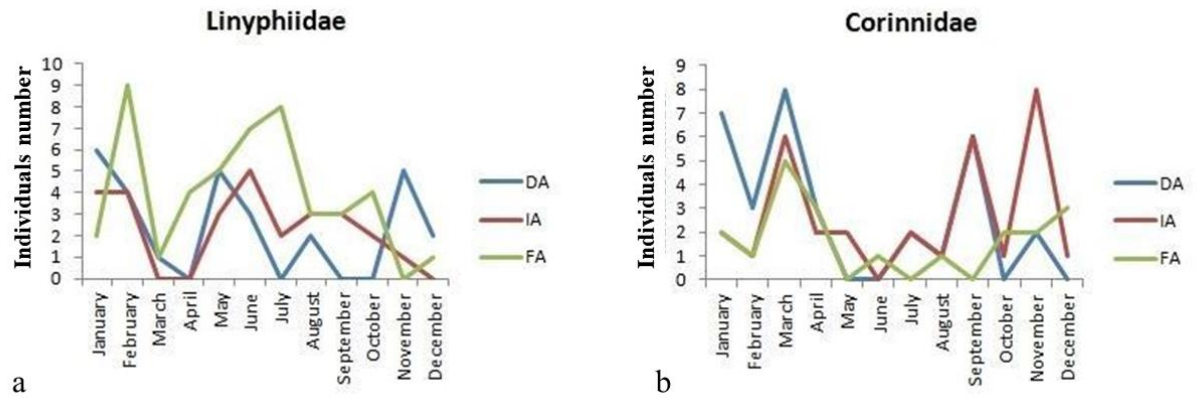 Linyphiidae
Individuals number
10
9
8
7
6
5
4
3
2
1
0
January
February
March
April
May
June
July
August
September
October
November
December
DA
IA
FA
a
Corinnidae
Individuals number
9
8
7
6
5
4
3
2
1
0
January
February
March
April
May
June
July
August
September
October
November
December
DA
IA
FA
b